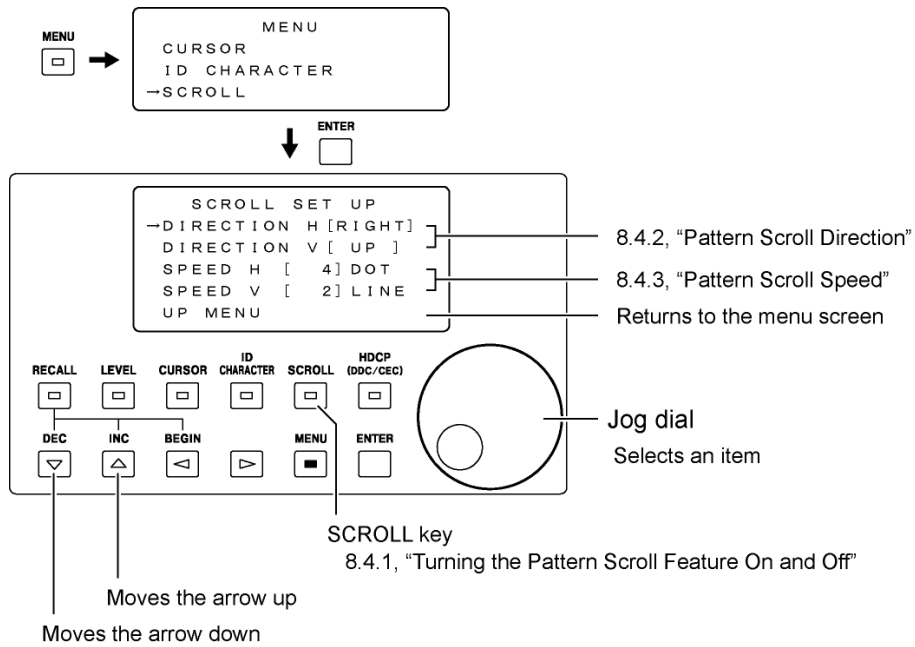 MENU
MENU
CURSOR
ID CHARACTER
→SCROLL
ENTER
SCROLL SET UP
→DIRECTION H[RIGHT]
DIRECTION V[ UP ]
SPEED H [ 4]DOT
SPEED V [ 2]LINE
UP MENU
8.4.2, “Pattern Scroll Direction”
8.4.3, “Pattern Scroll Speed”
Returns to the menu screen
RECALL
LEVEL
CURSOR
ID
CHARACTER
SCROLL
HDCP
(DDC/CEC)
DEC
INC
BEGIN
MENU
ENTER
Jog dial
Selects an item
SCROLL key
8.4.1, “Turning the Pattern Scroll Feature On and Off”
Moves the arrow up
Moves the arrow down